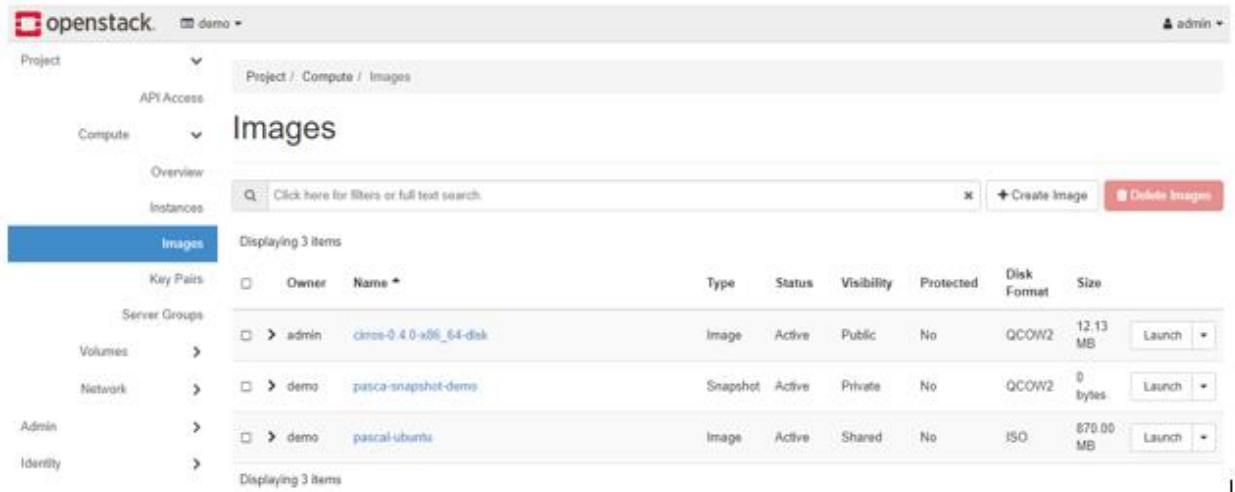 openstack. demo admin
Project
API Access
Compute
Overview
Instances
Images
Key Pairs
Server Groups
Volumes
Network
Admin
Identity
Project / Compute / Images
Images
Click here for filters or full text search. + Create Image Delete Images
Displaying 3 items
Owner Name Type Status Visibility Protected Disk Format Size
admin cirros-0.4.0-x86_64-disk Image Active Public No QCOW2 12.13 MB Launch
demo pasca-snapshot-demo Snapshot Active Private No QCOW2 0 bytes Launch
demo pascal-ubuntu Image Active Shared No ISO 870.00 MB Launch
Displaying 3 items